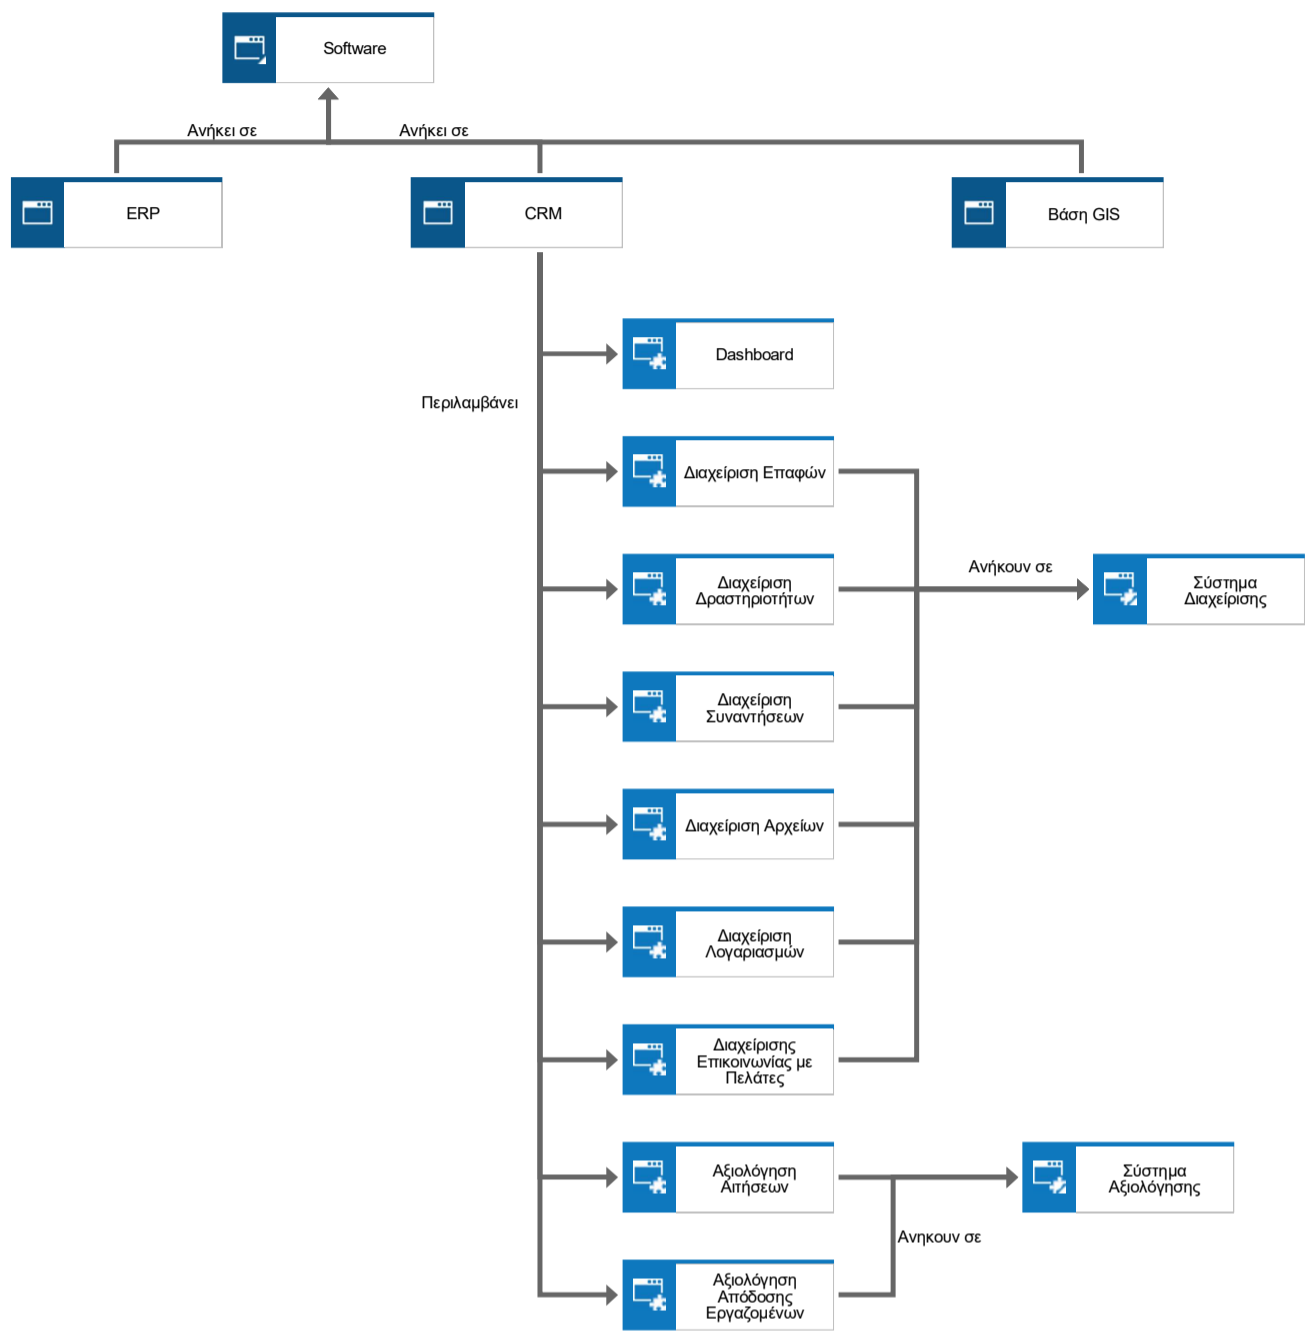 Software
Ανήκει σε
Ανήκει σε
ERP
CRM
Βάση GIS
Dashboard
Περιλαμβάνει
Διαχείριση Επαφών
Ανήκουν σε
Διαχείριση
Δραστηριοτήτων
Σύστημα
Διαχείρισης
Διαχείριση
Συναντήσεων
Διαχείριση Αρχείων
Διαχείριση
Λογαριασμών
Διαχείρισης
Επικοινωνίας με
Πελάτες
Αξιολόγηση
Αιτήσεων
Σύστημα
Αξιολόγησης
Ανηκουν σε
Αξιολόγηση
Απόδοσης
Εργαζομένων